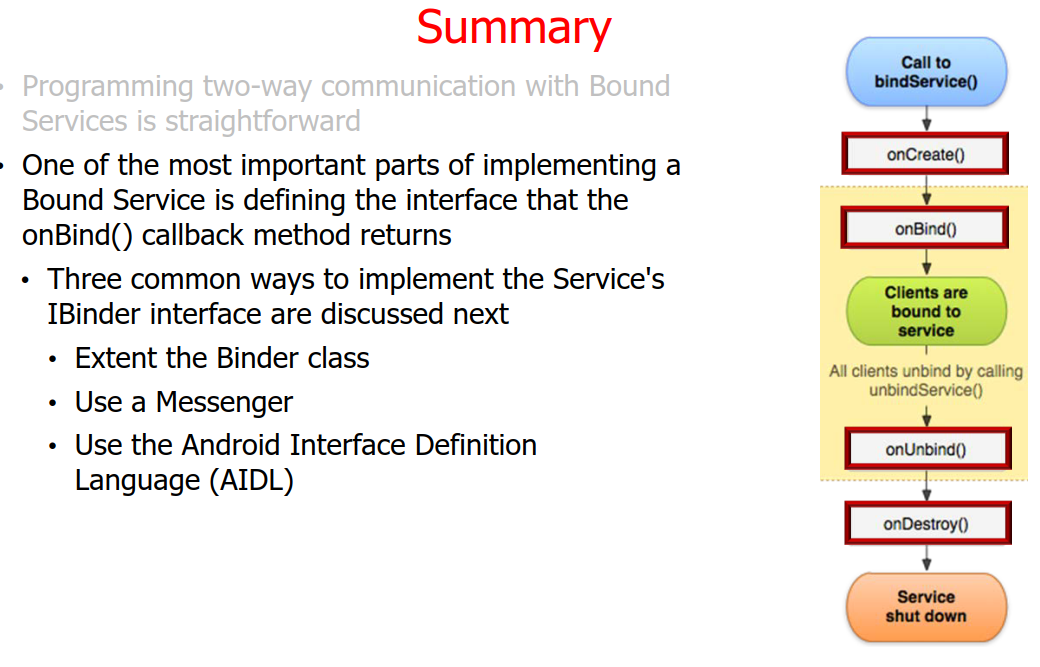 Summary
• Programming two-way communication with Bound
Services is straightforward
• One of the most important parts of implementing a
Bound Service is defining the interface that the
onBind() callback method returns
• Three common ways to implement the Service's
IBinder interface are discussed next
• Extent the Binder class
• Use a Messenger
• Use the Android Interface Definition
Language (AIDL)
Call to
bindService()
onCreate()
onBind()
Clients are
bound to
service
All clients unbind by calling
unbindService()
onUnbind()
onDestroy()
Service
shut down